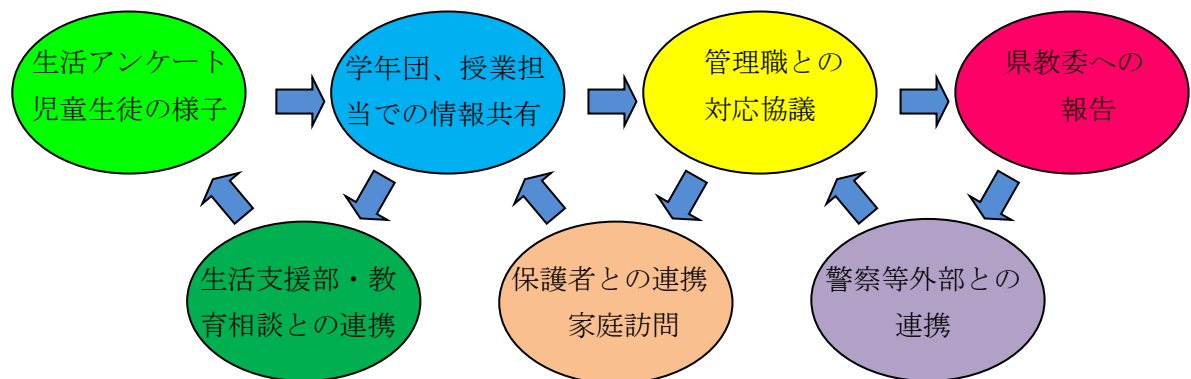 生活アンケート
児童生徒の様子
学年団、授業担
当での情報共有
管理職との
対応協議
県教委への
報告
生活支援部・教
育相談との連携
保護者との連携
家庭訪問
警察等外部との
連携